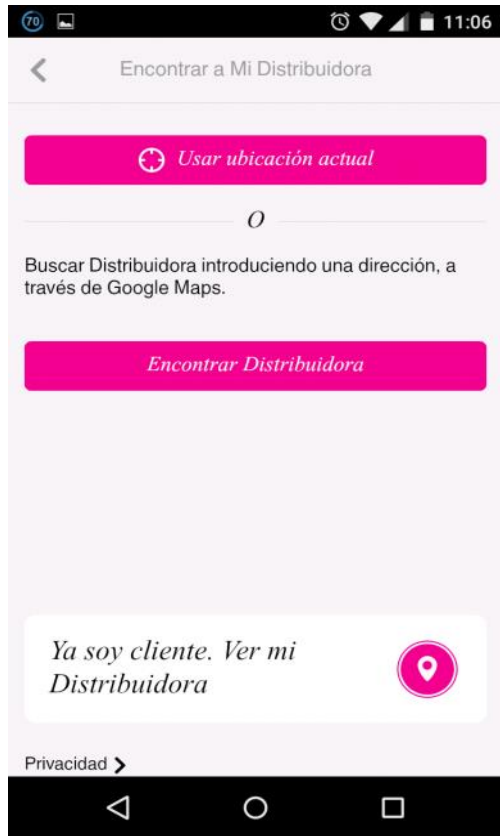 70
11:06
Encontrar a Mi Distribuidora
Usar ubicación actual
O
Buscar Distribuidora introduciendo una dirección, a
través de Google Maps.
Encontrar Distribuidora
Ya soy cliente. Ver mi
Distribuidora
Privacidad